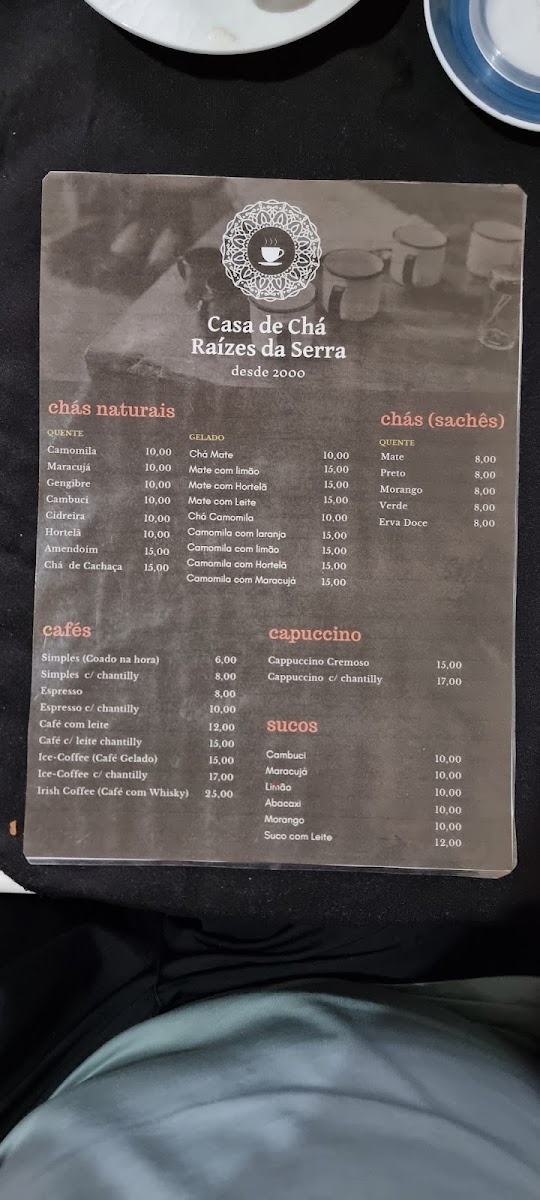 Casa de Chá
Raízes da Serra
desde 2000
chás naturais
QUENTE
Camomila 10,00
Maracujá 10,00
Gengibre 10,00
Cambuci 10,00
Cidreira 10,00
Hortelã 10,00
Amendoim 15,00
Chá de Cachaça 15,00
GELADO
Chá Mate 10,00
Mate com limão 15,00
Mate com Hortelã 15,00
Mate com Leite 15,00
Chá Camomila 10,00
Camomila com laranja 15,00
Camomila com limão 15,00
Camomila com Hortelã 15,00
Camomila com Maracujá 15,00
chás (sachês)
QUENTE
Mate 8,00
Preto 8,00
Morango 8,00
Verde 8,00
Erva Doce 8,00
cafés
Simples (Coado na hora) 6,00
Simples c/ chantilly 8,00
Espresso 8,00
Espresso c/ chantilly 10,00
Café com leite 12,00
Café c/ leite chantilly 15,00
Ice-Coffee (Café Gelado) 15,00
Ice-Coffee c/ chantilly 17,00
Irish Coffee (Café com Whisky) 25,00
capuccino
Cappuccino Cremoso 15,00
Cappuccino c/ chantilly 17,00
sucos
Cambuci 10,00
Maracujá 10,00
Limão 10,00
Abacaxi 10,00
Morango 10,00
Suco com Leite 12,00